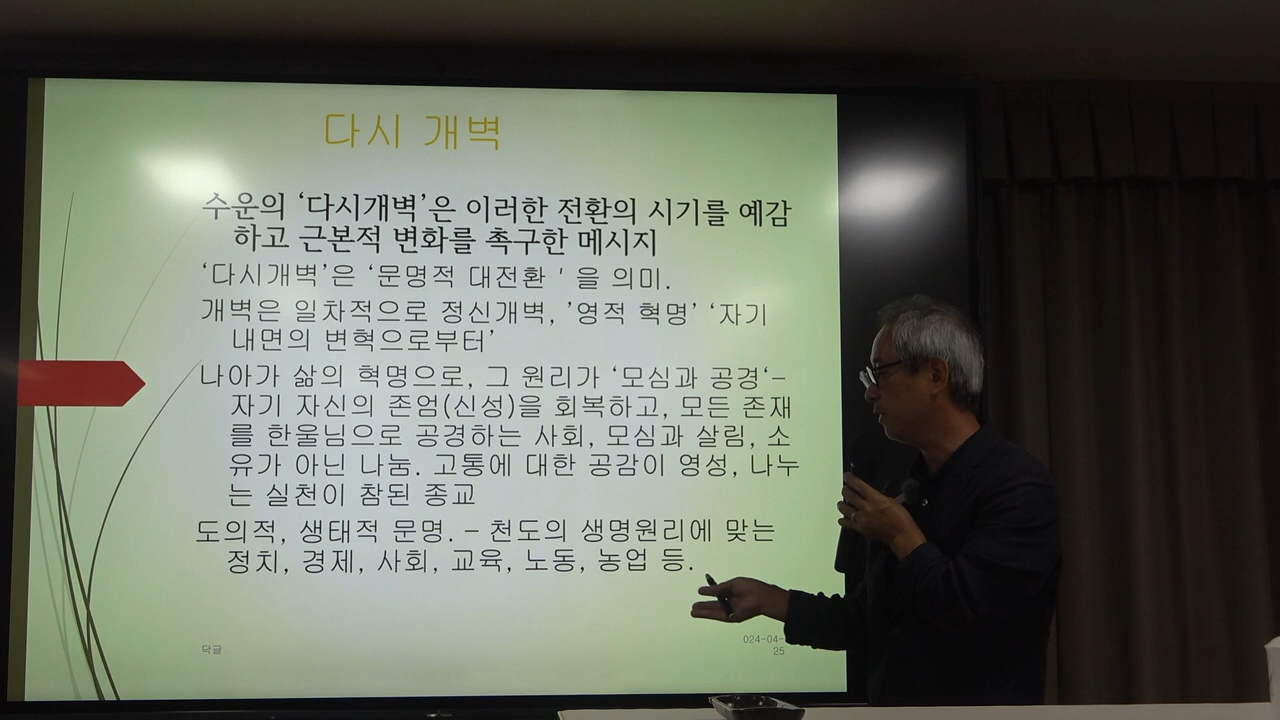 다시 개벽
수운의 ‘다시개벽’은 이러한 전환의 시기를 예감
하고 근본적 변화를 촉구한 메시지
‘다시개벽’은 ‘문명적 대전환 ' 을 의미.
개벽은 일차적으로 정신개벽, ’영적 혁명’ ‘자기
내면의 변혁으로부터’
나아가 삶의 혁명으로, 그 원리가 ‘모심과 공경‘–
자기 자신의 존엄(신성)을 회복하고, 모든 존재
를 한울님으로 공경하는 사회, 모심과 살림, 소
유가 아닌 나눔. 고통에 대한 공감이 영성, 나누
는 실천이 참된 종교
도의적, 생태적 문명. – 천도의 생명원리에 맞는
정치, 경제, 사회, 교육, 노동, 농업 등.
닥글
024-04-
25